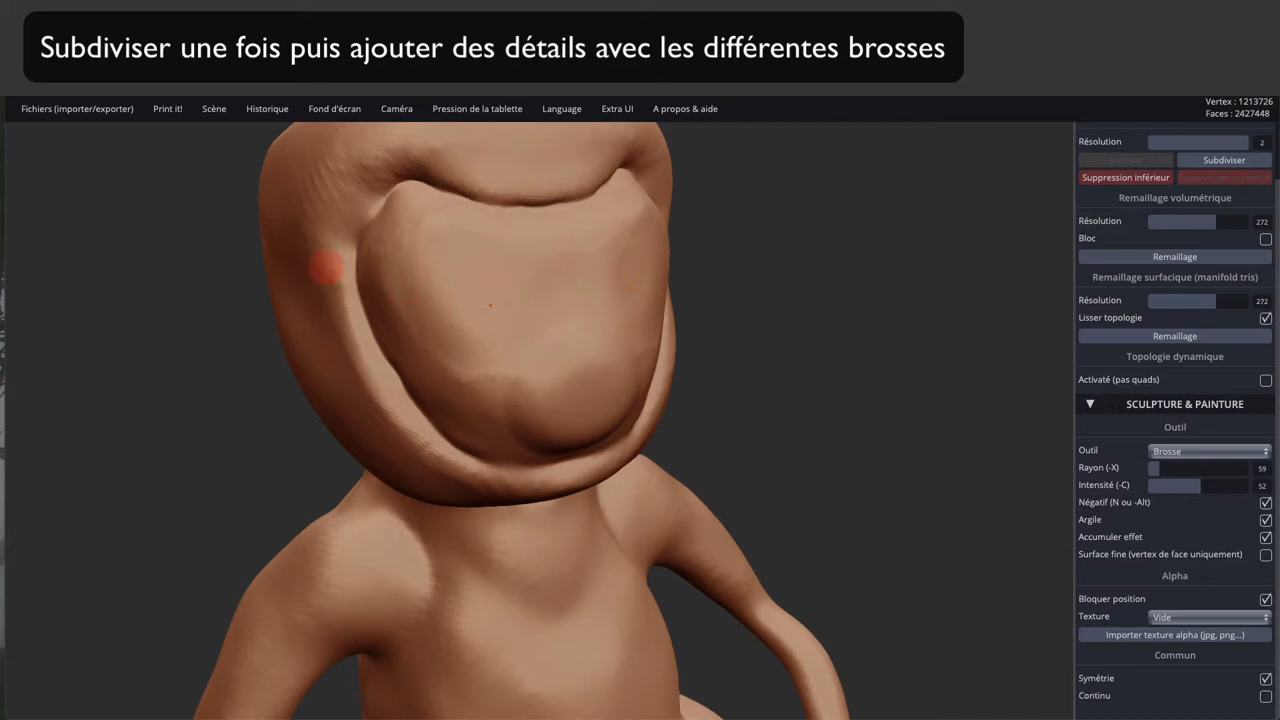 Subdiviser une fois puis ajouter des détails avec les différentes brosses
Fichiers (importer/exporter) Print it! Scène Historique Fond d'écran Caméra Pression de la tablette Language Extra UI A propos & aide
Vertex : 1213726
Faces : 2427448
Résolution 2
Subdiviser
Suppression inférieur
Remaillage volumétrique
Résolution 272
Bloc
Remaillage
Remaillage surfacique (manifold tris)
Résolution 272
Lisser topologie
Remaillage
Topologie dynamique
Activaté (pas quads)
SCULPTURE & PAINTURE
Outil
Outil Brosse
Rayon (-X) 59
Intensité (-C) 52
Négatif (N ou -Alt)
Argile
Accumuler effet
Surface fine (vertex de face uniquement)
Alpha
Bloquer position
Texture Vide
Importer texture alpha (jpg, png...)
Commun
Symétrie
Continu